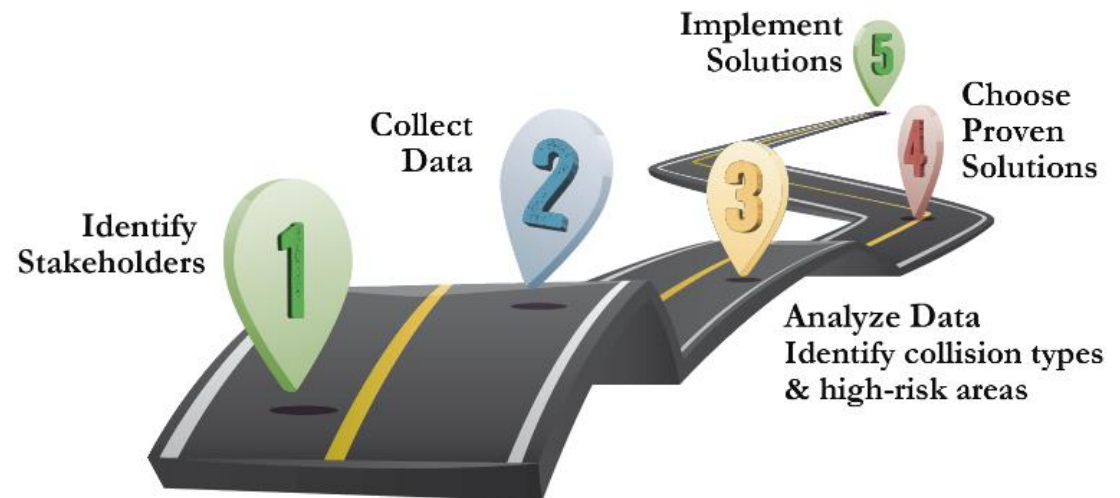 1
Identify
Stakeholders
2
Collect
Data
3
Analyze Data
Identify collision types
& high-risk areas
4
Choose
Proven
Solutions
5
Implement
Solutions